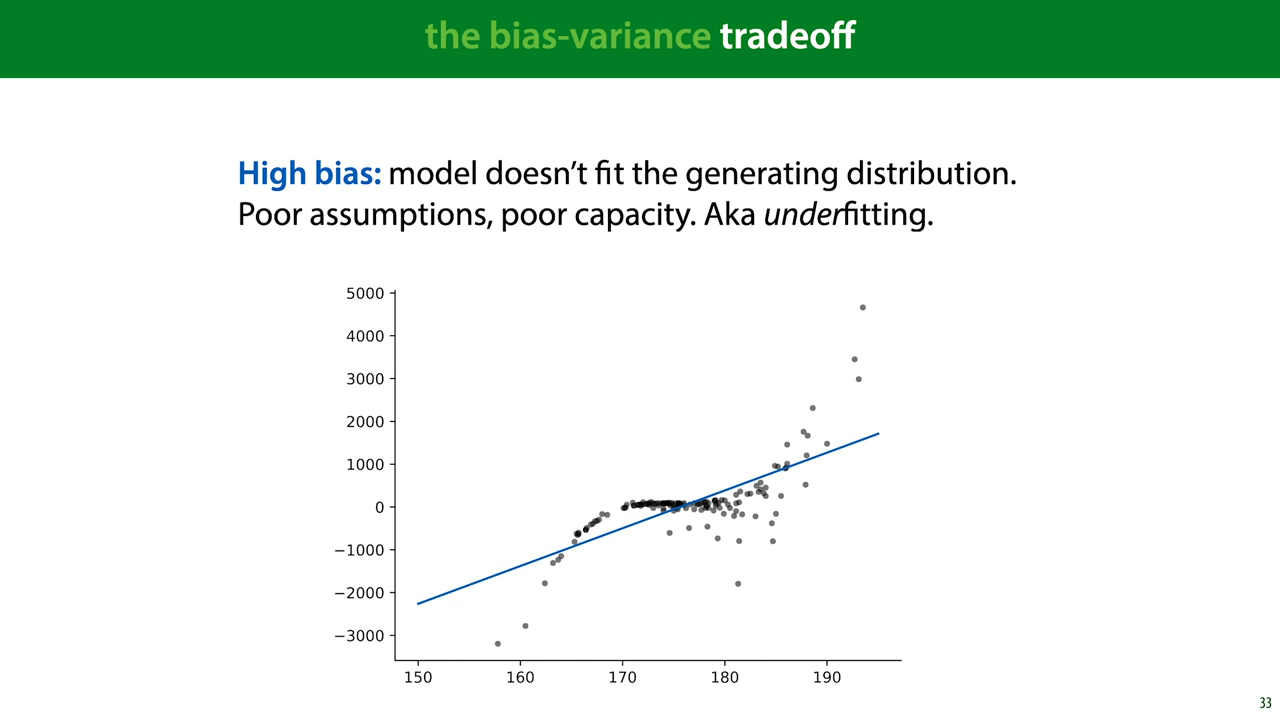 the bias-variance tradeoff
High bias: model doesn’t fit the generating distribution.
Poor assumptions, poor capacity. Aka underfitting.
5000
4000
3000
2000
1000
0
−1000
−2000
−3000
150 160 170 180 190
33